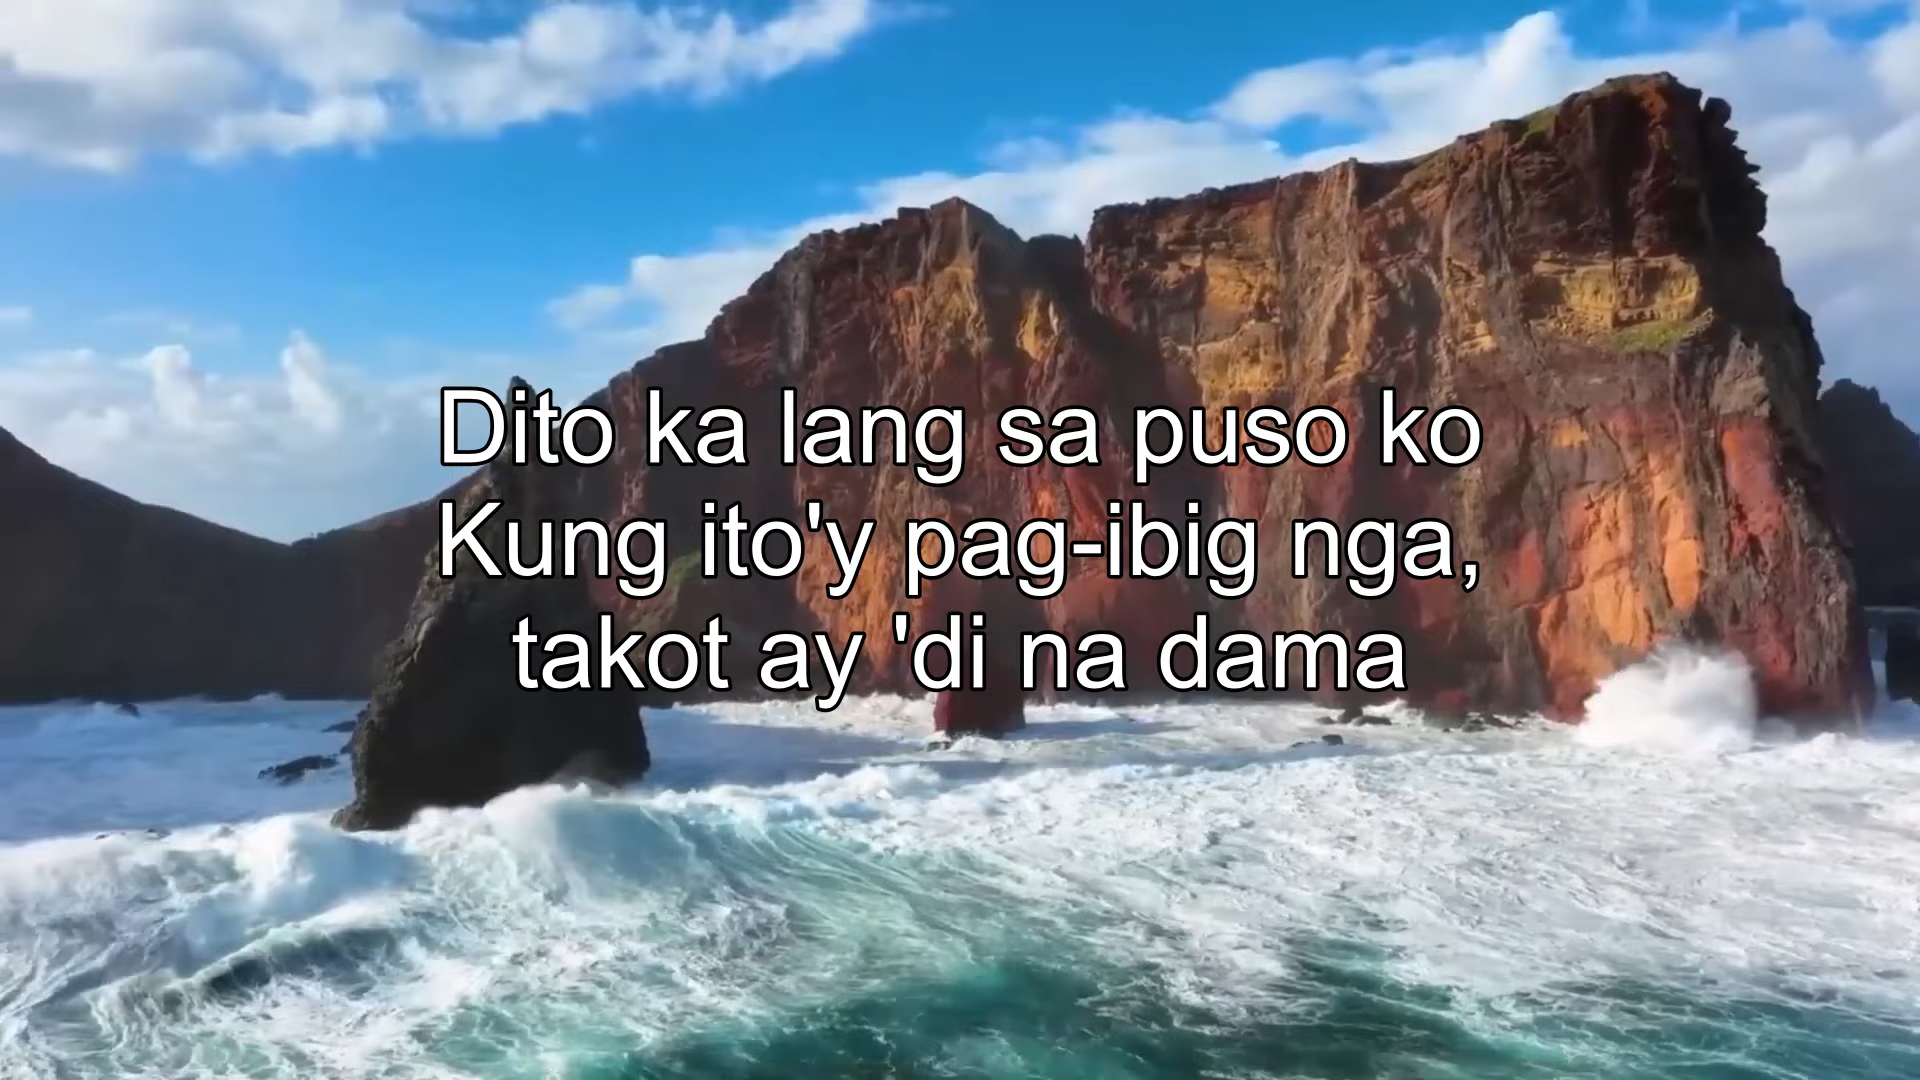 Dito ka lang sa puso ko
Kung ito'y pag-ibig nga,
takot ay 'di na dama